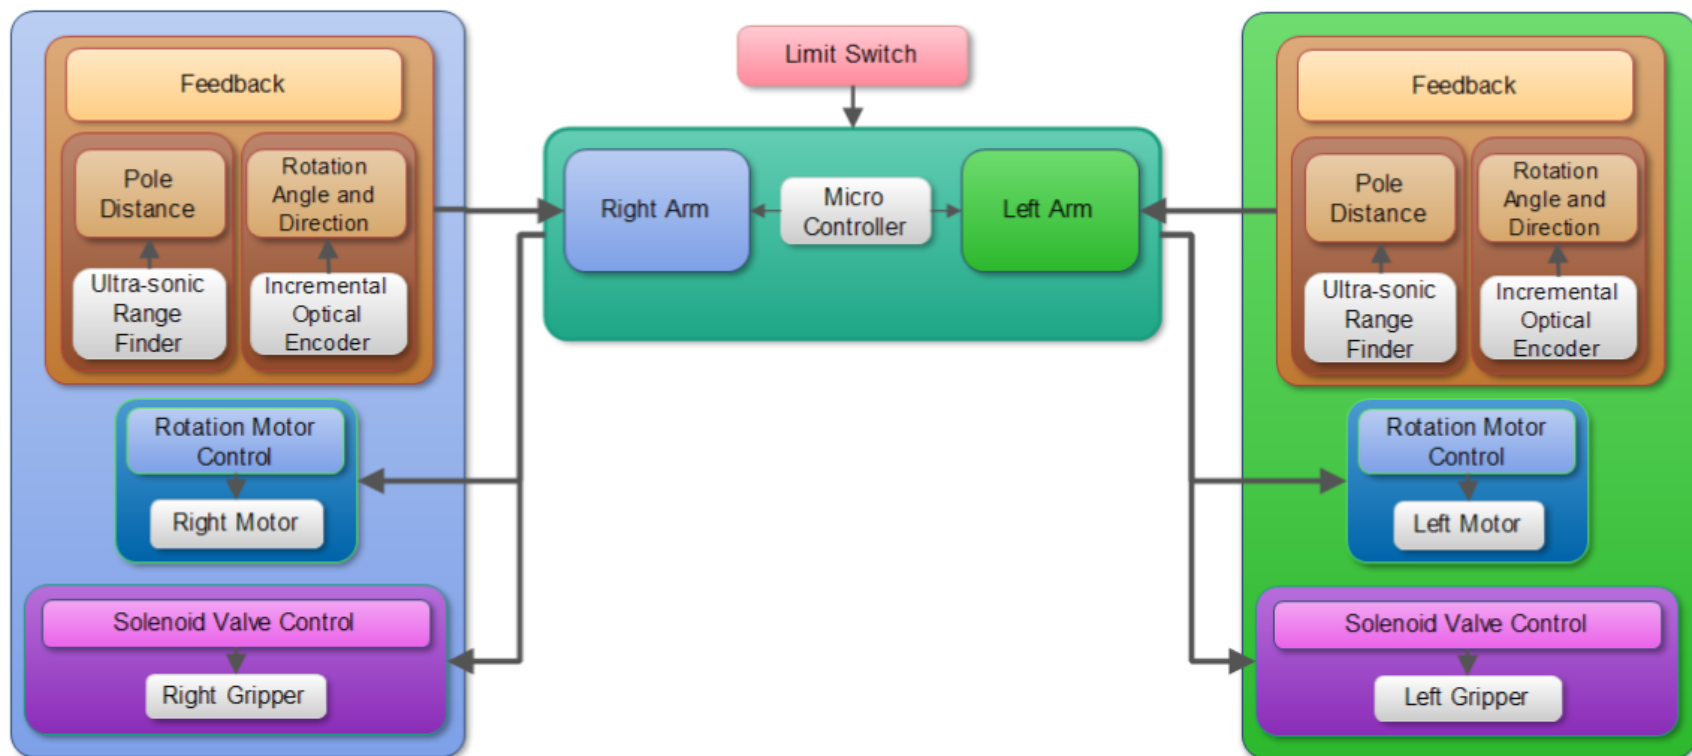 Feedback
Pole
Distance
Rotation
Angle and
Direction
Ultra-sonic
Range
Finder
Incremental
Optical
Encoder
Rotation Motor
Control
Right Motor
Solenoid Valve Control
Right Gripper
Limit Switch
Right Arm
Micro
Controller
Left Arm
Feedback
Pole
Distance
Rotation
Angle and
Direction
Ultra-sonic
Range
Finder
Incremental
Optical
Encoder
Rotation Motor
Control
Left Motor
Solenoid Valve Control
Left Gripper